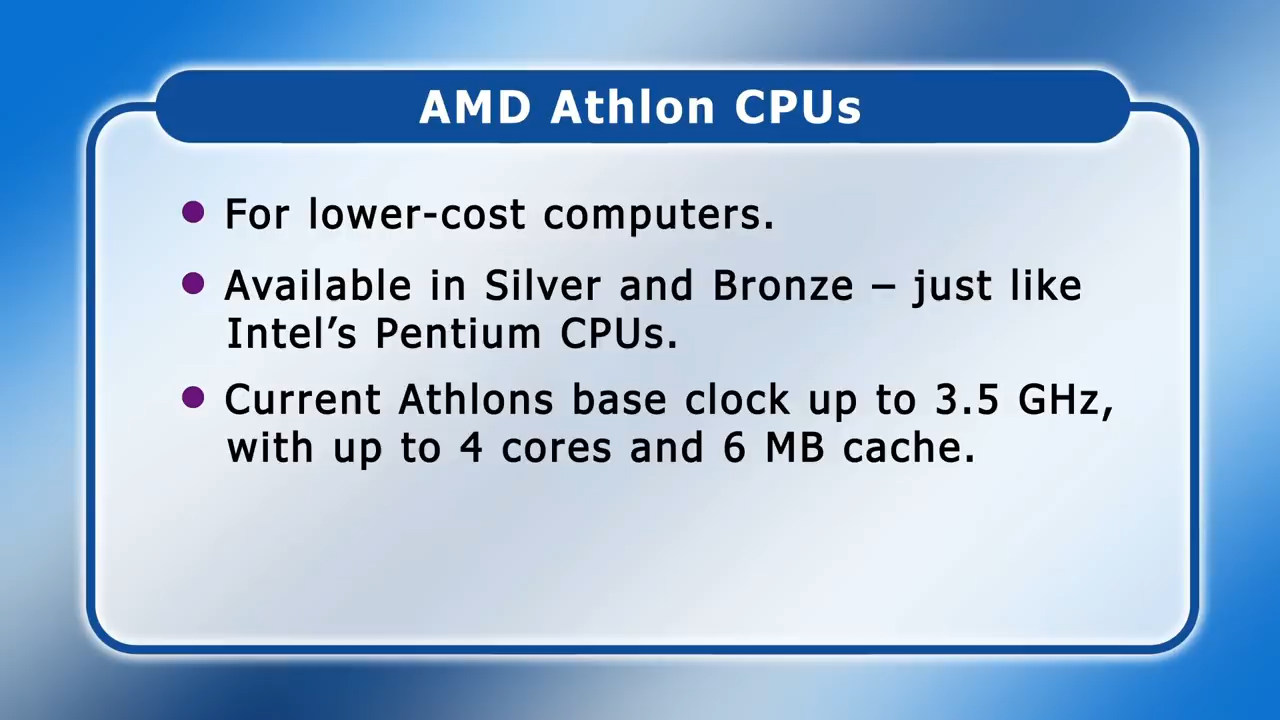 AMD Athlon CPUs
• For lower-cost computers.
• Available in Silver and Bronze – just like
Intel’s Pentium CPUs.
• Current Athlons base clock up to 3.5 GHz,
with up to 4 cores and 6 MB cache.